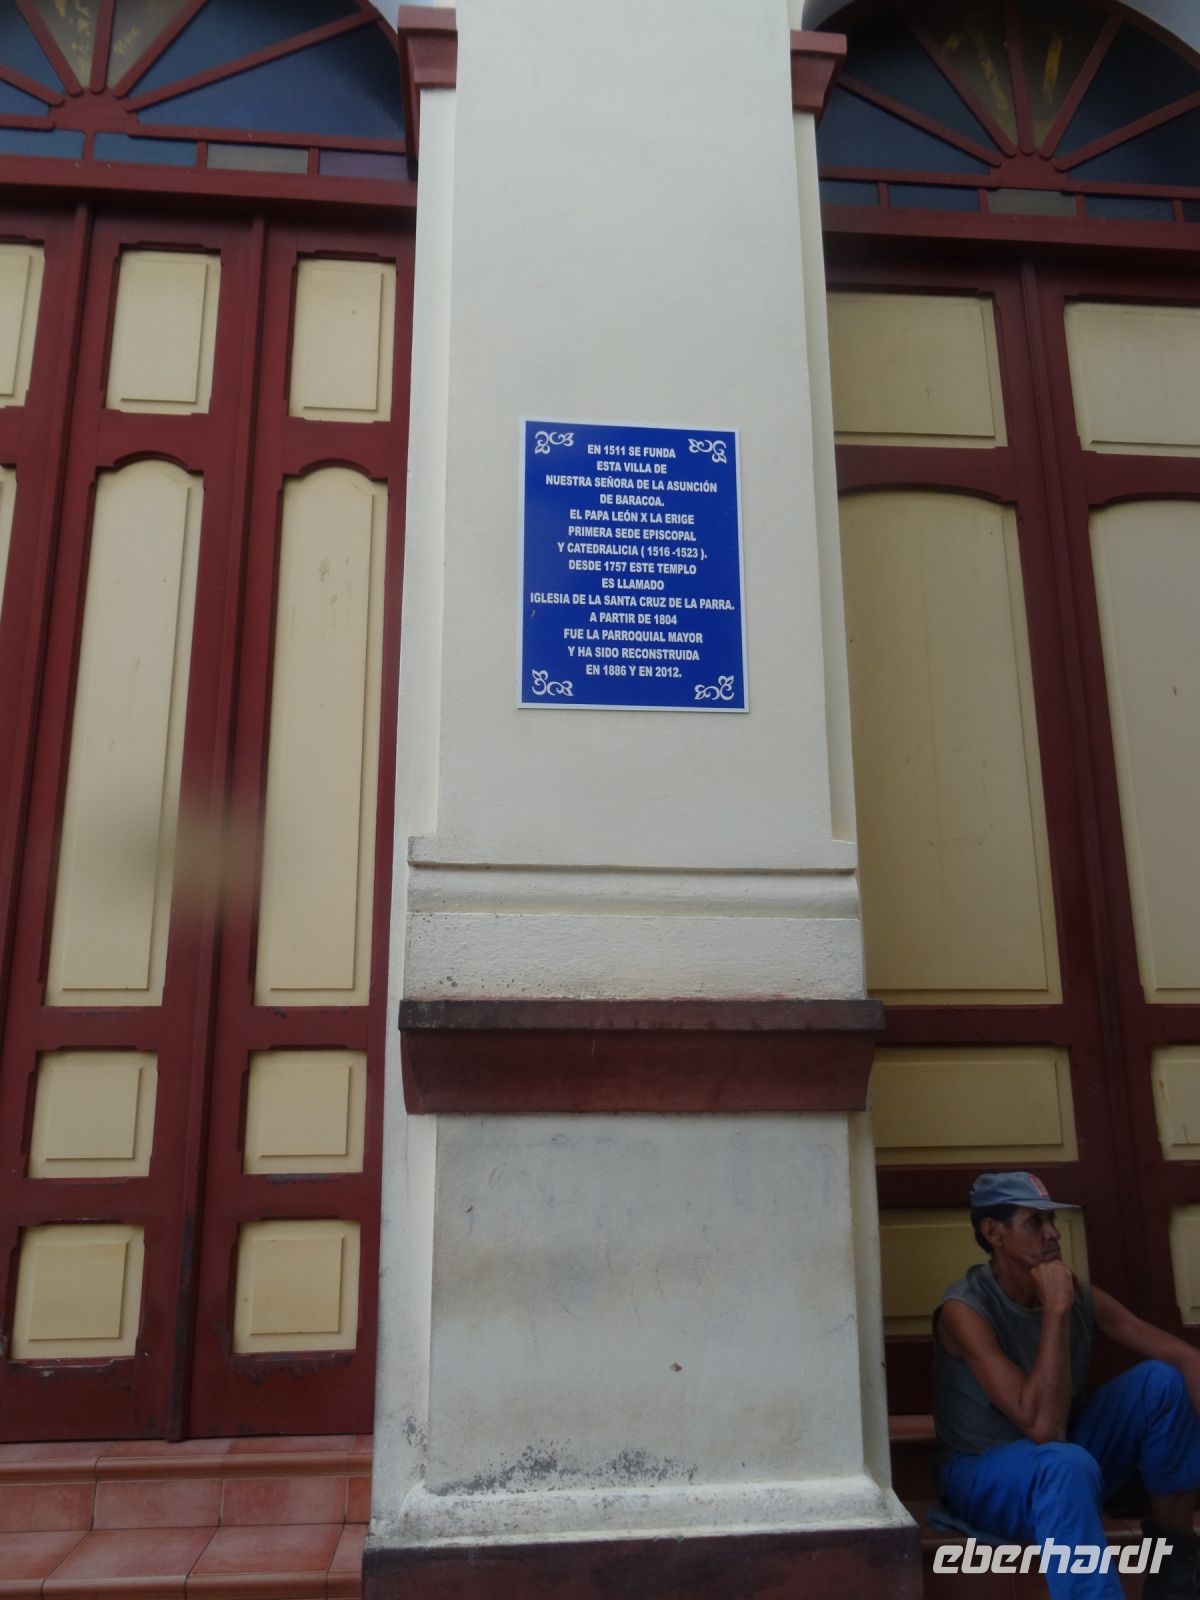 EN 1511 SE FUNDA
ESTA VILLA DE
NUESTRA SEÑORA DE LA ASUNCIÓN
DE BARACOA.
EL PAPA LEÓN X LA ERIGE
PRIMERA SEDE EPISCOPAL
Y CATEDRALICIA ( 1516 -1523 ).
DESDE 1757 ESTE TEMPLO
ES LLAMADO
IGLESIA DE LA SANTA CRUZ DE LA PARRA.
A PARTIR DE 1804
FUE LA PARROQUIAL MAYOR
Y HA SIDO RECONSTRUIDA
EN 1886 Y EN 2012.
eberhardt